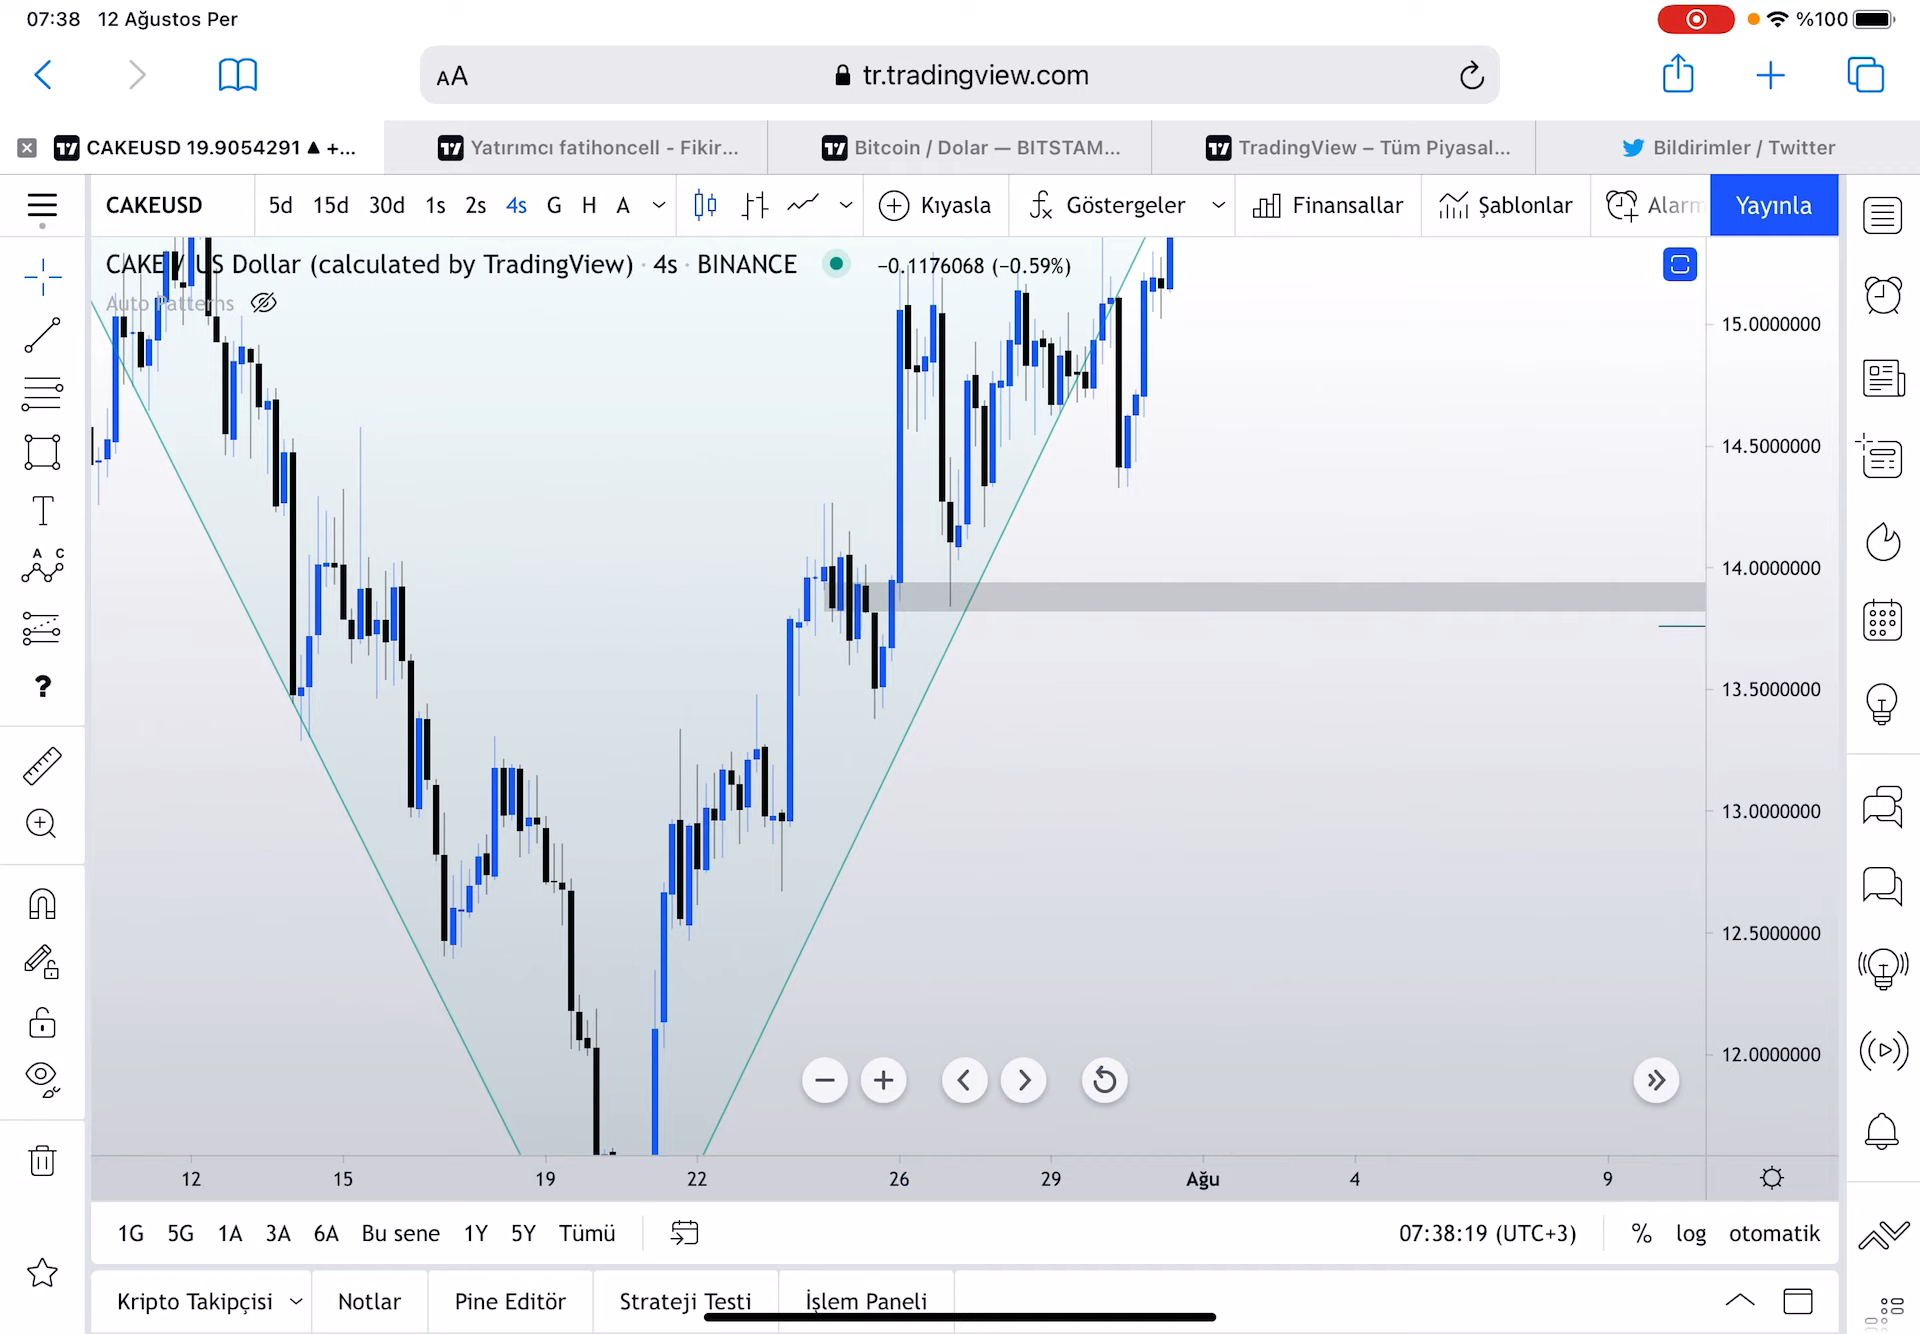 07:38 12 Ağustos Per %100
AA tr.tradingview.com
CAKEUSD 19.9054291 ▲ +...
Yatırımcı fatihoncell - Fikir...
Bitcoin / Dolar — BITSTAM...
TradingView – Tüm Piyasal...
Bildirimler / Twitter
CAKEUSD 5d 15d 30d 1s 2s 4s G H A Kıyasla Göstergeler Finansallar Şablonlar Alarm Yayınla
CAKE / US Dollar (calculated by TradingView) · 4s · BINANCE −0.1176068 (−0.59%)
Auto Patterns
15.0000000
14.5000000
14.0000000
13.5000000
13.0000000
12.5000000
12.0000000
12 15 19 22 26 29 Ağu 4 9
1G 5G 1A 3A 6A Bu sene 1Y 5Y Tümü 07:38:19 (UTC+3) % log otomatik
Kripto Takipçisi Notlar Pine Editör Strateji Testi İşlem Paneli